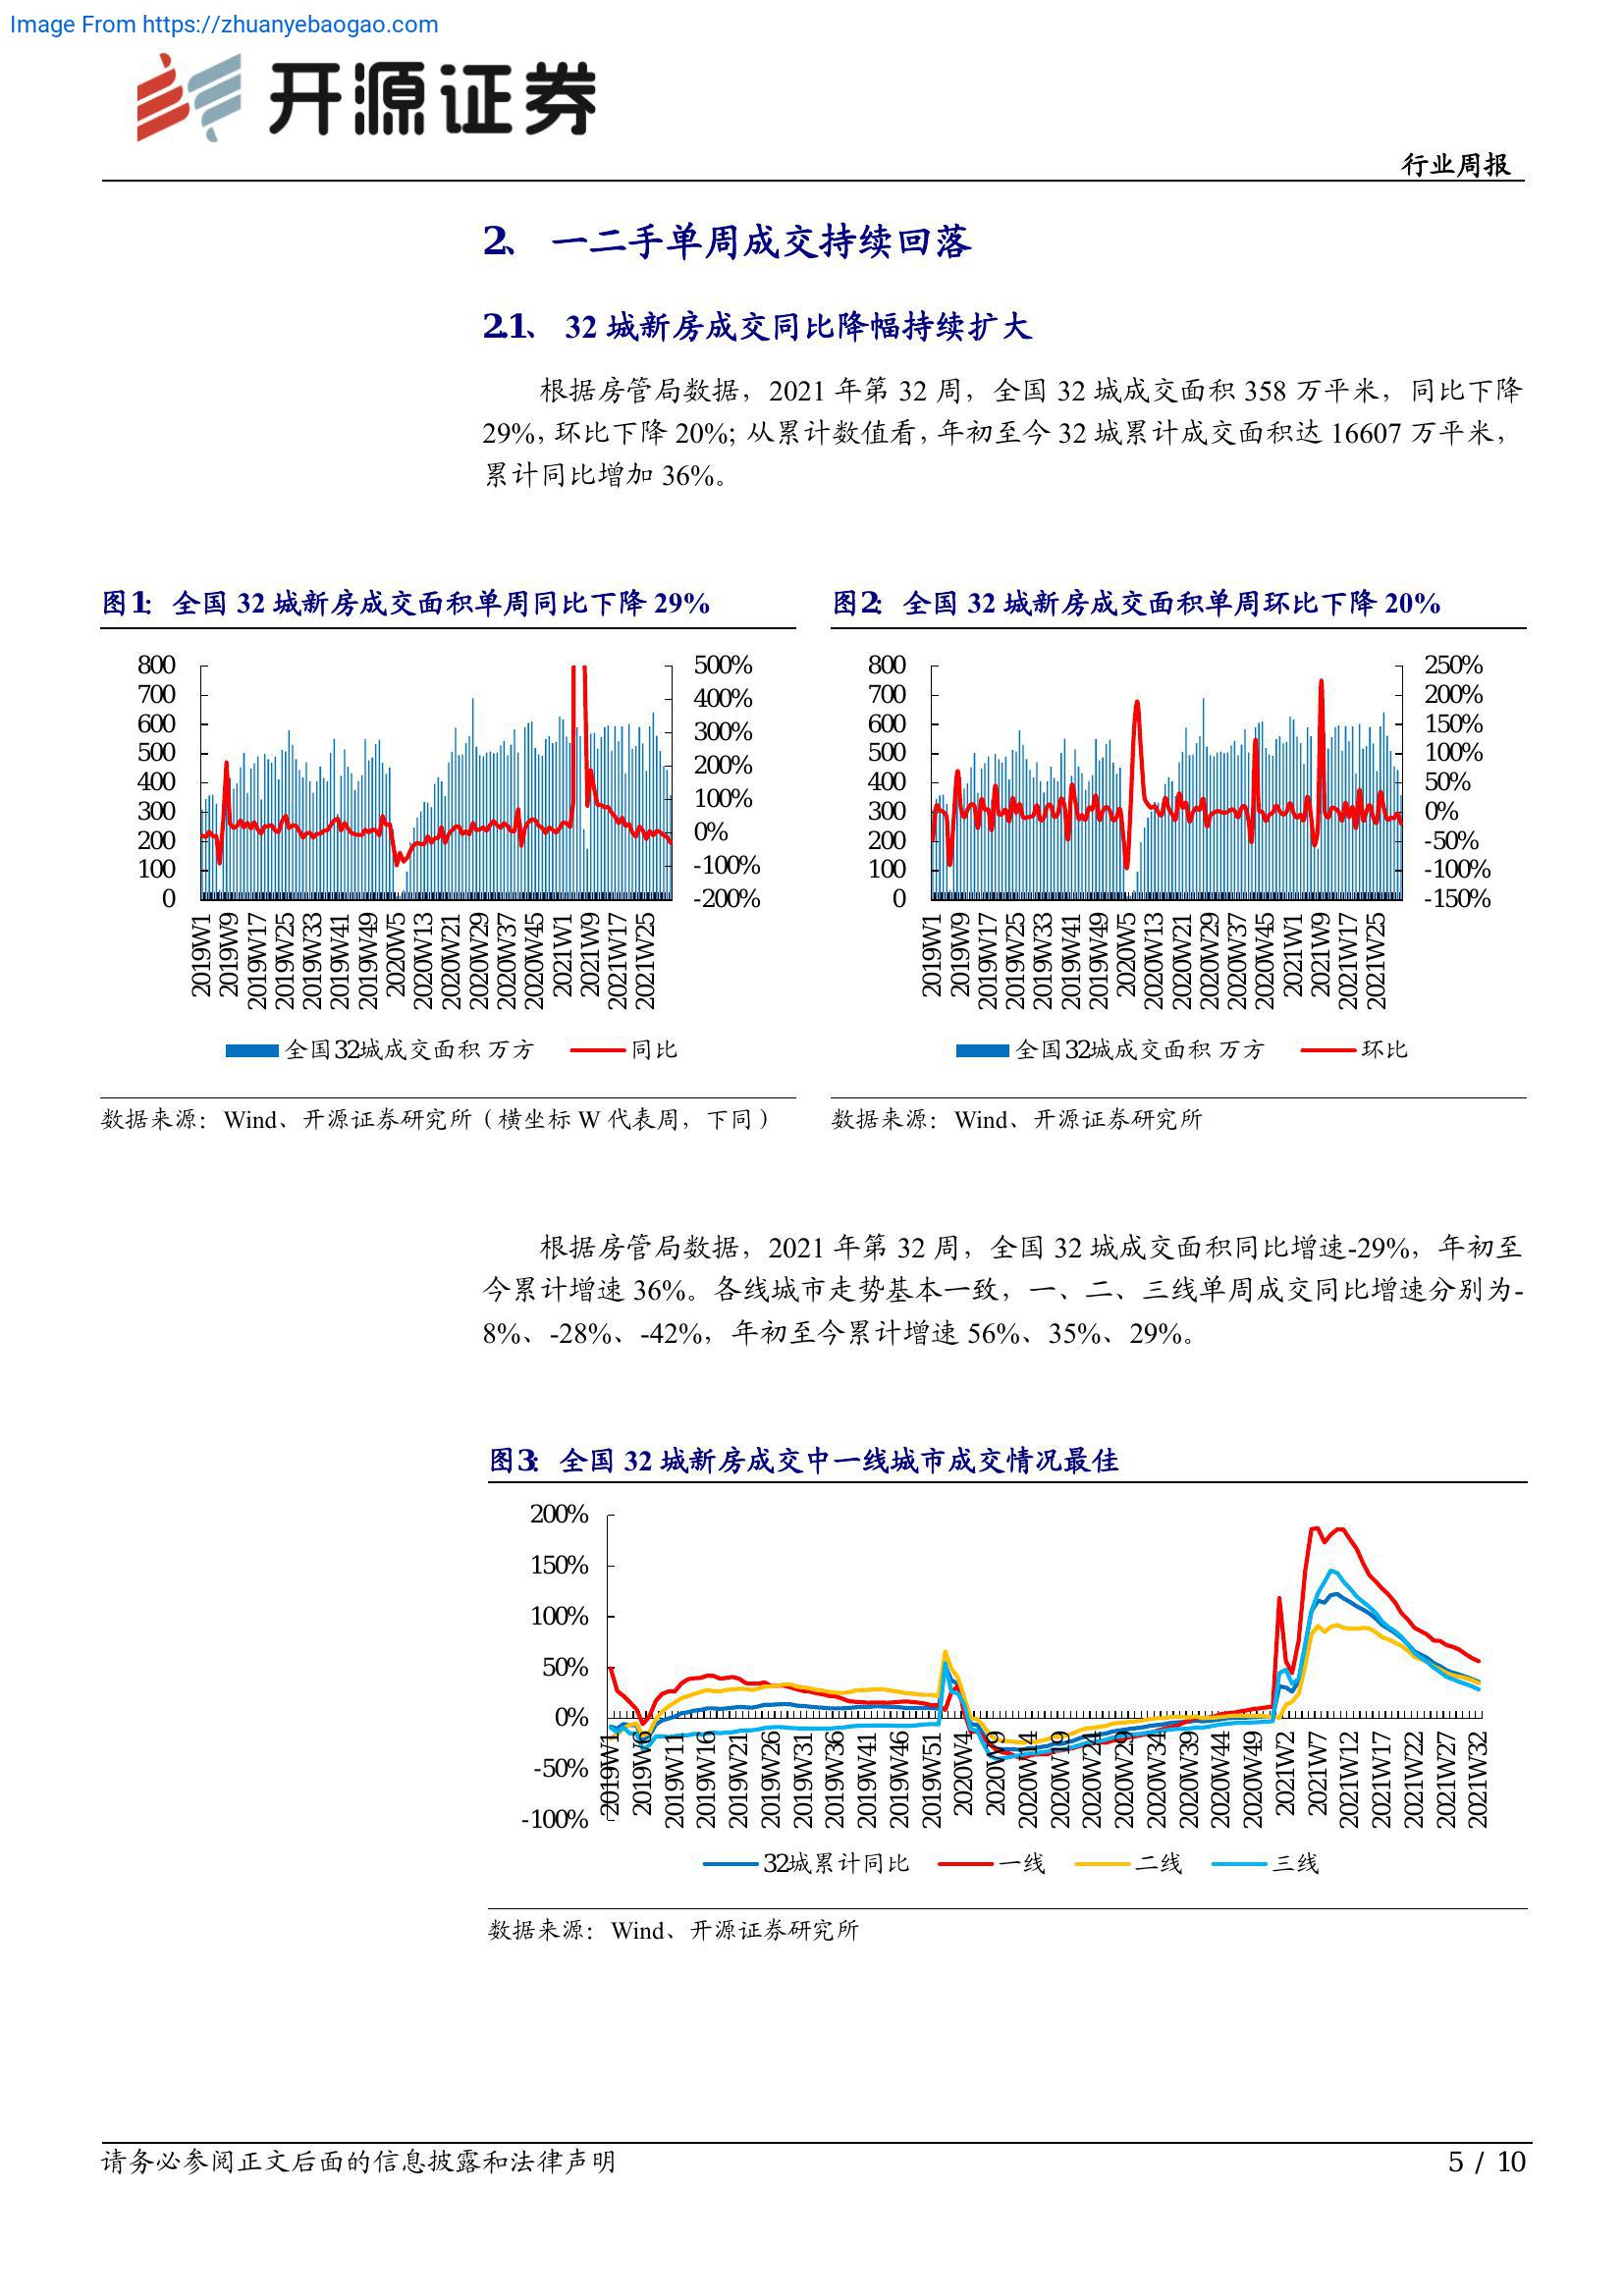 Image From https://zhuanyebaogao.com
开源证券
行业周报
2、 一二手单周成交持续回落
2.1、 32 城新房成交同比降幅持续扩大
根据房管局数据，2021 年第 32 周，全国 32 城成交面积 358 万平米，同比下降
29%，环比下降 20%；从累计数值看，年初至今 32 城累计成交面积达 16607 万平米，
累计同比增加 36%。
图1：全国 32 城新房成交面积单周同比下降 29%
800
700
600
500
400
300
200
100
0
500%
400%
300%
200%
100%
0%
-100%
-200%
2019W1
2019W9
2019W17
2019W25
2019W33
2019W41
2019W49
2020W5
2020W13
2020W21
2020W29
2020W37
2020W45
2021W1
2021W9
2021W17
2021W25
全国32城成交面积 万方 同比
数据来源：Wind、开源证券研究所（横坐标 W 代表周，下同）
图2：全国 32 城新房成交面积单周环比下降 20%
800
700
600
500
400
300
200
100
0
250%
200%
150%
100%
50%
0%
-50%
-100%
-150%
2019W1
2019W9
2019W17
2019W25
2019W33
2019W41
2019W49
2020W5
2020W13
2020W21
2020W29
2020W37
2020W45
2021W1
2021W9
2021W17
2021W25
全国32城成交面积 万方 环比
数据来源：Wind、开源证券研究所
根据房管局数据，2021 年第 32 周，全国 32 城成交面积同比增速-29%，年初至
今累计增速 36%。各线城市走势基本一致，一、二、三线单周成交同比增速分别为-
8%、-28%、-42%，年初至今累计增速 56%、35%、29%。
图3：全国 32 城新房成交中一线城市成交情况最佳
200%
150%
100%
50%
0%
-50%
-100%
2019W1
2019W6
2019W11
2019W16
2019W21
2019W26
2019W31
2019W36
2019W41
2019W46
2019W51
2020W4
2020W9
2020W14
2020W19
2020W24
2020W29
2020W34
2020W39
2020W44
2020W49
2021W2
2021W7
2021W12
2021W17
2021W22
2021W27
2021W32
32城累计同比 一线 二线 三线
数据来源：Wind、开源证券研究所
请务必参阅正文后面的信息披露和法律声明
5 / 10